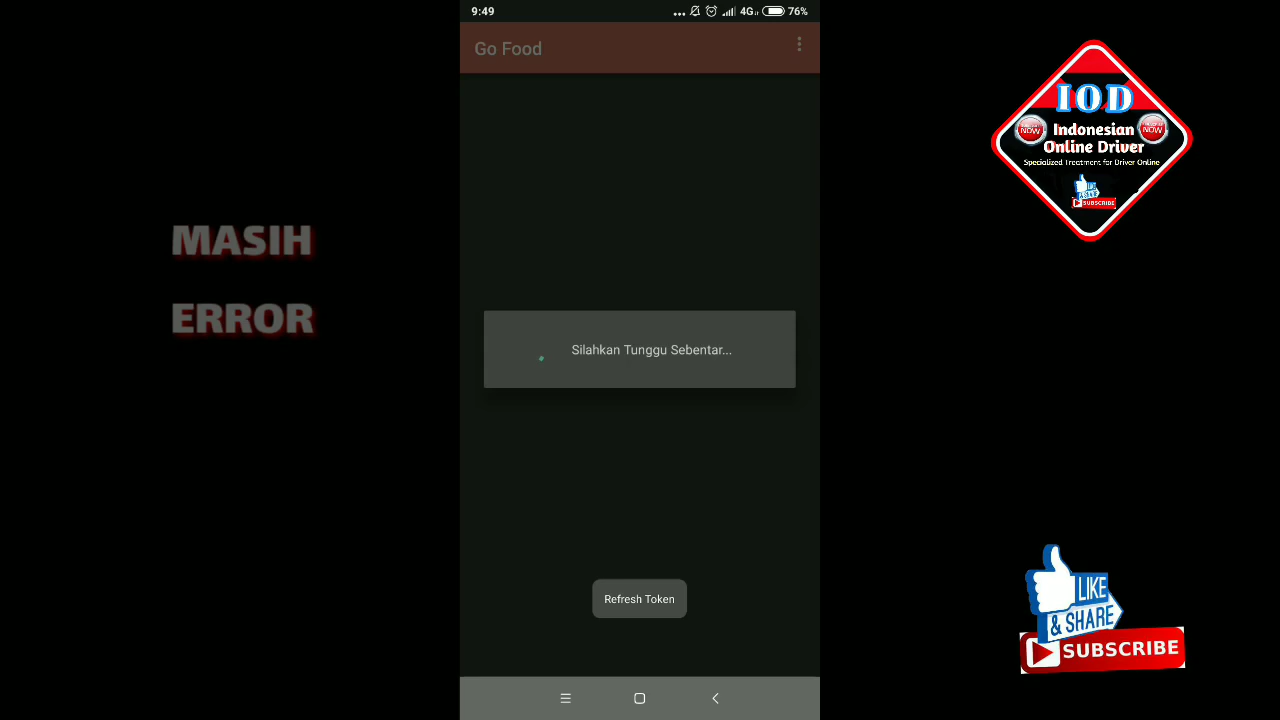 9:49
4G
76%
Go Food
MASIH
ERROR
Silahkan Tunggu Sebentar...
Refresh Token
IOD
NOW
NOW
Indonesian
Online Driver
Specialized Treatment for Driver Online
SUBSCRIBE
LIKE
& SHARE
SUBSCRIBE